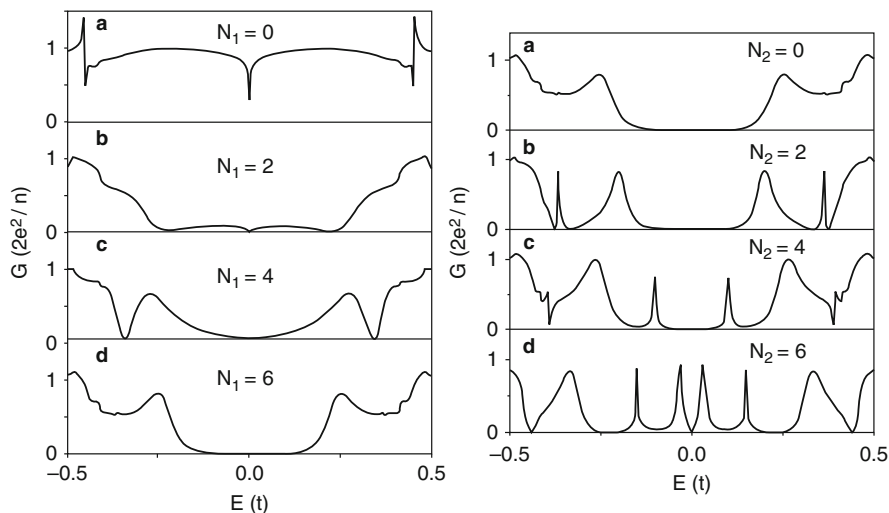 a
N₁ = 0
1
0
b
N₁ = 2
1
0
c
N₁ = 4
1
0
d
N₁ = 6
1
0
–0.5
0.0
0.5
E (t)
G (2e² / n)
a
N₂ = 0
1
0
b
N₂ = 2
1
0
c
N₂ = 4
1
0
d
N₂ = 6
1
0
–0.5
0.0
0.5
E (t)
G (2e² / n)